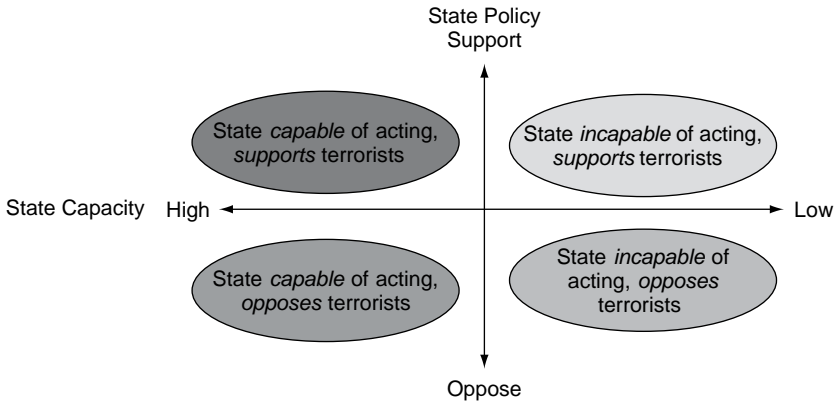 State Policy
Support
State capable of acting,
supports terrorists
State incapable of acting,
supports terrorists
State Capacity High Low
State capable of acting,
opposes terrorists
State incapable of
acting, opposes
terrorists
Oppose